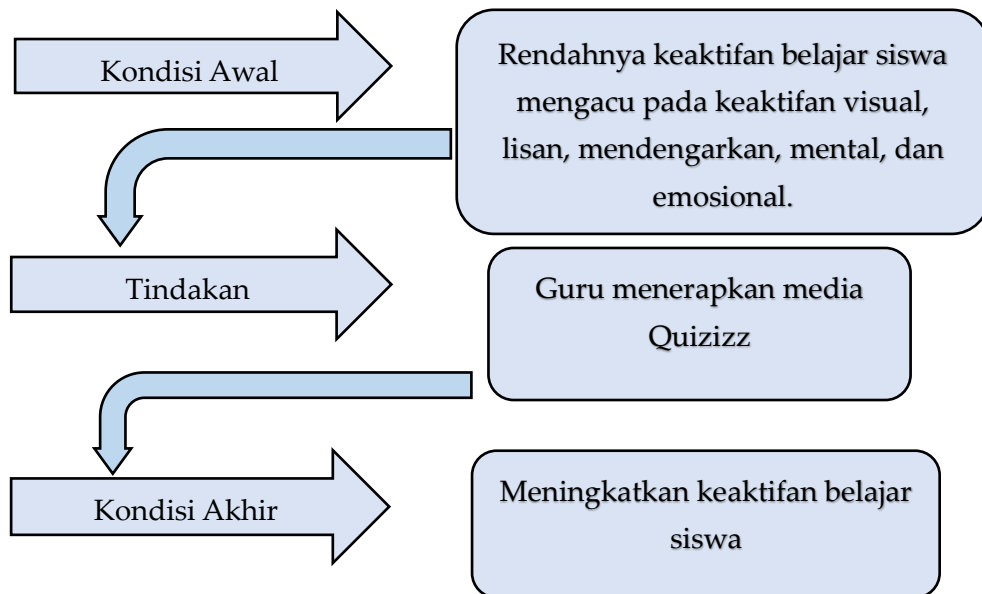 Kondisi Awal
Rendahnya keaktifan belajar siswa
mengacu pada keaktifan visual,
lisan, mendengarkan, mental, dan
emosional.
Tindakan
Guru menerapkan media
Quizizz
Kondisi Akhir
Meningkatkan keaktifan belajar
siswa